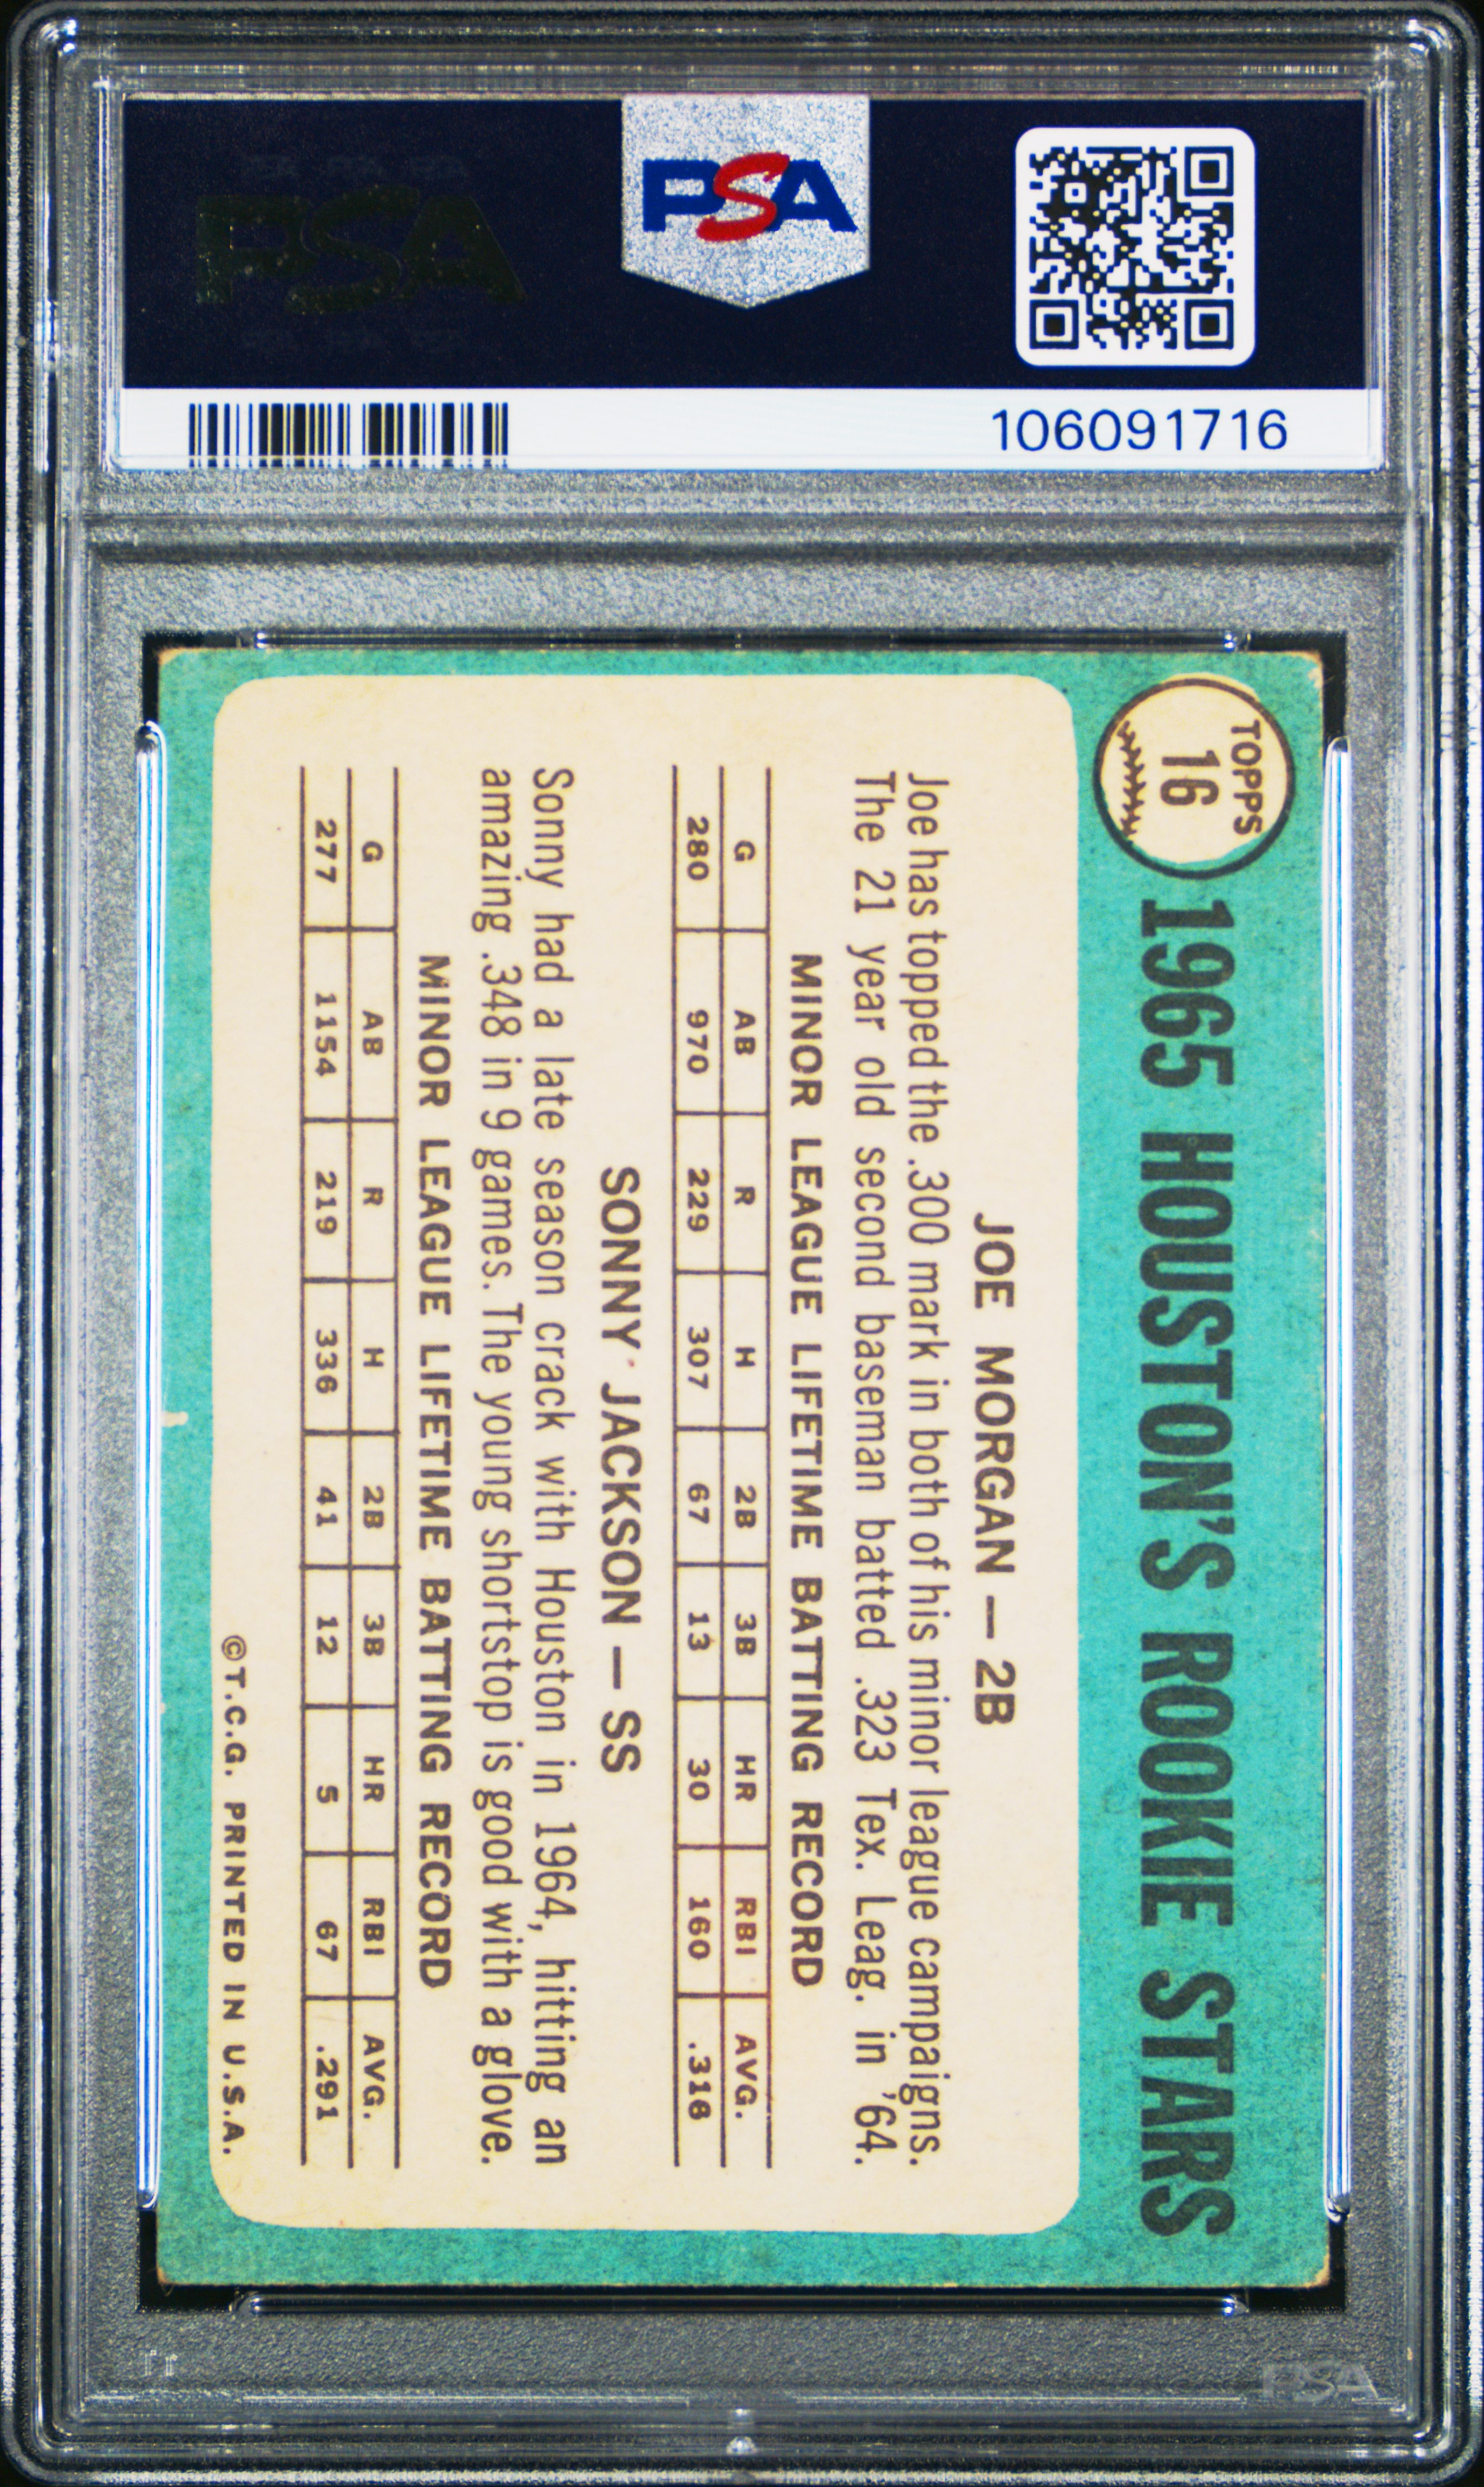 PSA
PSA
106091716
TOPPS
16
1965 HOUSTON'S ROOKIE STARS
JOE MORGAN — 2B
Joe has topped the .300 mark in both of his minor league campaigns.
The 21 year old second baseman batted .323 Tex. Leag. in '64.
MINOR LEAGUE LIFETIME BATTING RECORD
G AB R H 2B 3B HR RBI AVG.
280 970 229 307 67 13 30 160 .316
SONNY JACKSON — SS
Sonny had a late season crack with Houston in 1964, hitting an
amazing .348 in 9 games. The young shortstop is good with a glove.
MINOR LEAGUE LIFETIME BATTING RECORD
G AB R H 2B 3B HR RBI AVG.
277 1154 219 336 41 12 5 67 .291
©T.C.G. PRINTED IN U.S.A.
PSA